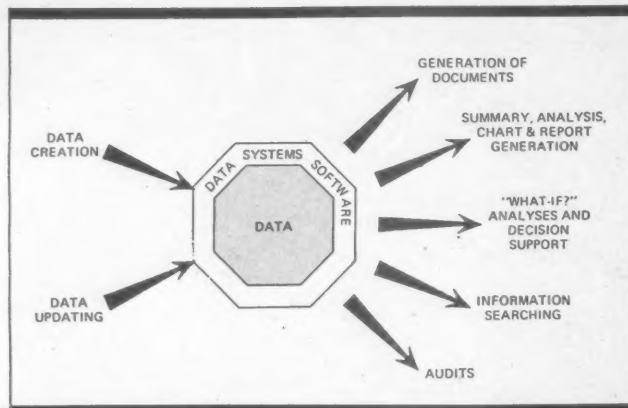 DATA
CREATION
DATA
UPDATING
DATA SYSTEMS SOFTWARE
DATA
GENERATION OF
DOCUMENTS
SUMMARY, ANALYSIS,
CHART & REPORT
GENERATION
"WHAT-IF?"
ANALYSES AND
DECISION
SUPPORT
INFORMATION
SEARCHING
AUDITS